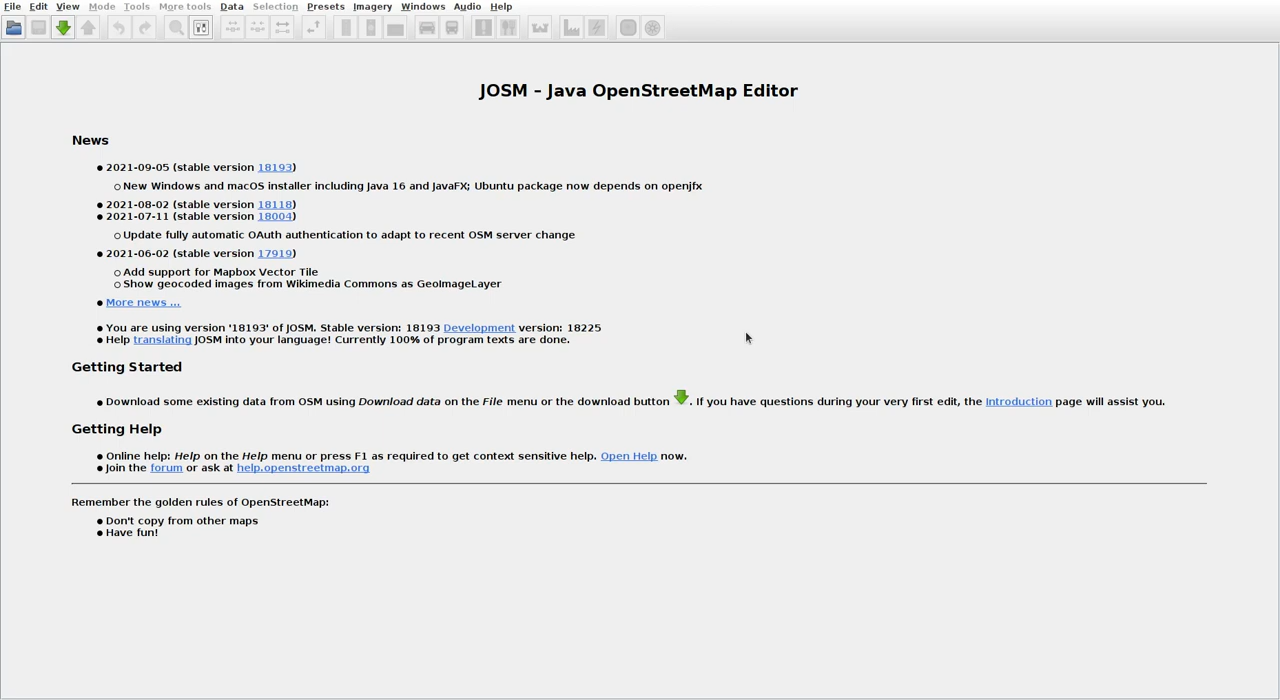 File Edit View Mode Tools More tools Data Selection Presets Imagery Windows Audio Help
JOSM – Java OpenStreetMap Editor
News
● 2021-09-05 (stable version 18193)
○ New Windows and macOS installer including Java 16 and JavaFX; Ubuntu package now depends on openjfx
● 2021-08-02 (stable version 18118)
● 2021-07-11 (stable version 18004)
○ Update fully automatic OAuth authentication to adapt to recent OSM server change
● 2021-06-02 (stable version 17919)
○ Add support for Mapbox Vector Tile
○ Show geocoded images from Wikimedia Commons as GeoImageLayer
● More news ...
● You are using version '18193' of JOSM. Stable version: 18193 Development version: 18225
● Help translating JOSM into your language! Currently 100% of program texts are done.
Getting Started
● Download some existing data from OSM using Download data on the File menu or the download button . If you have questions during your very first edit, the Introduction page will assist you.
Getting Help
● Online help: Help on the Help menu or press F1 as required to get context sensitive help. Open Help now.
● Join the forum or ask at help.openstreetmap.org
Remember the golden rules of OpenStreetMap:
● Don't copy from other maps
● Have fun!